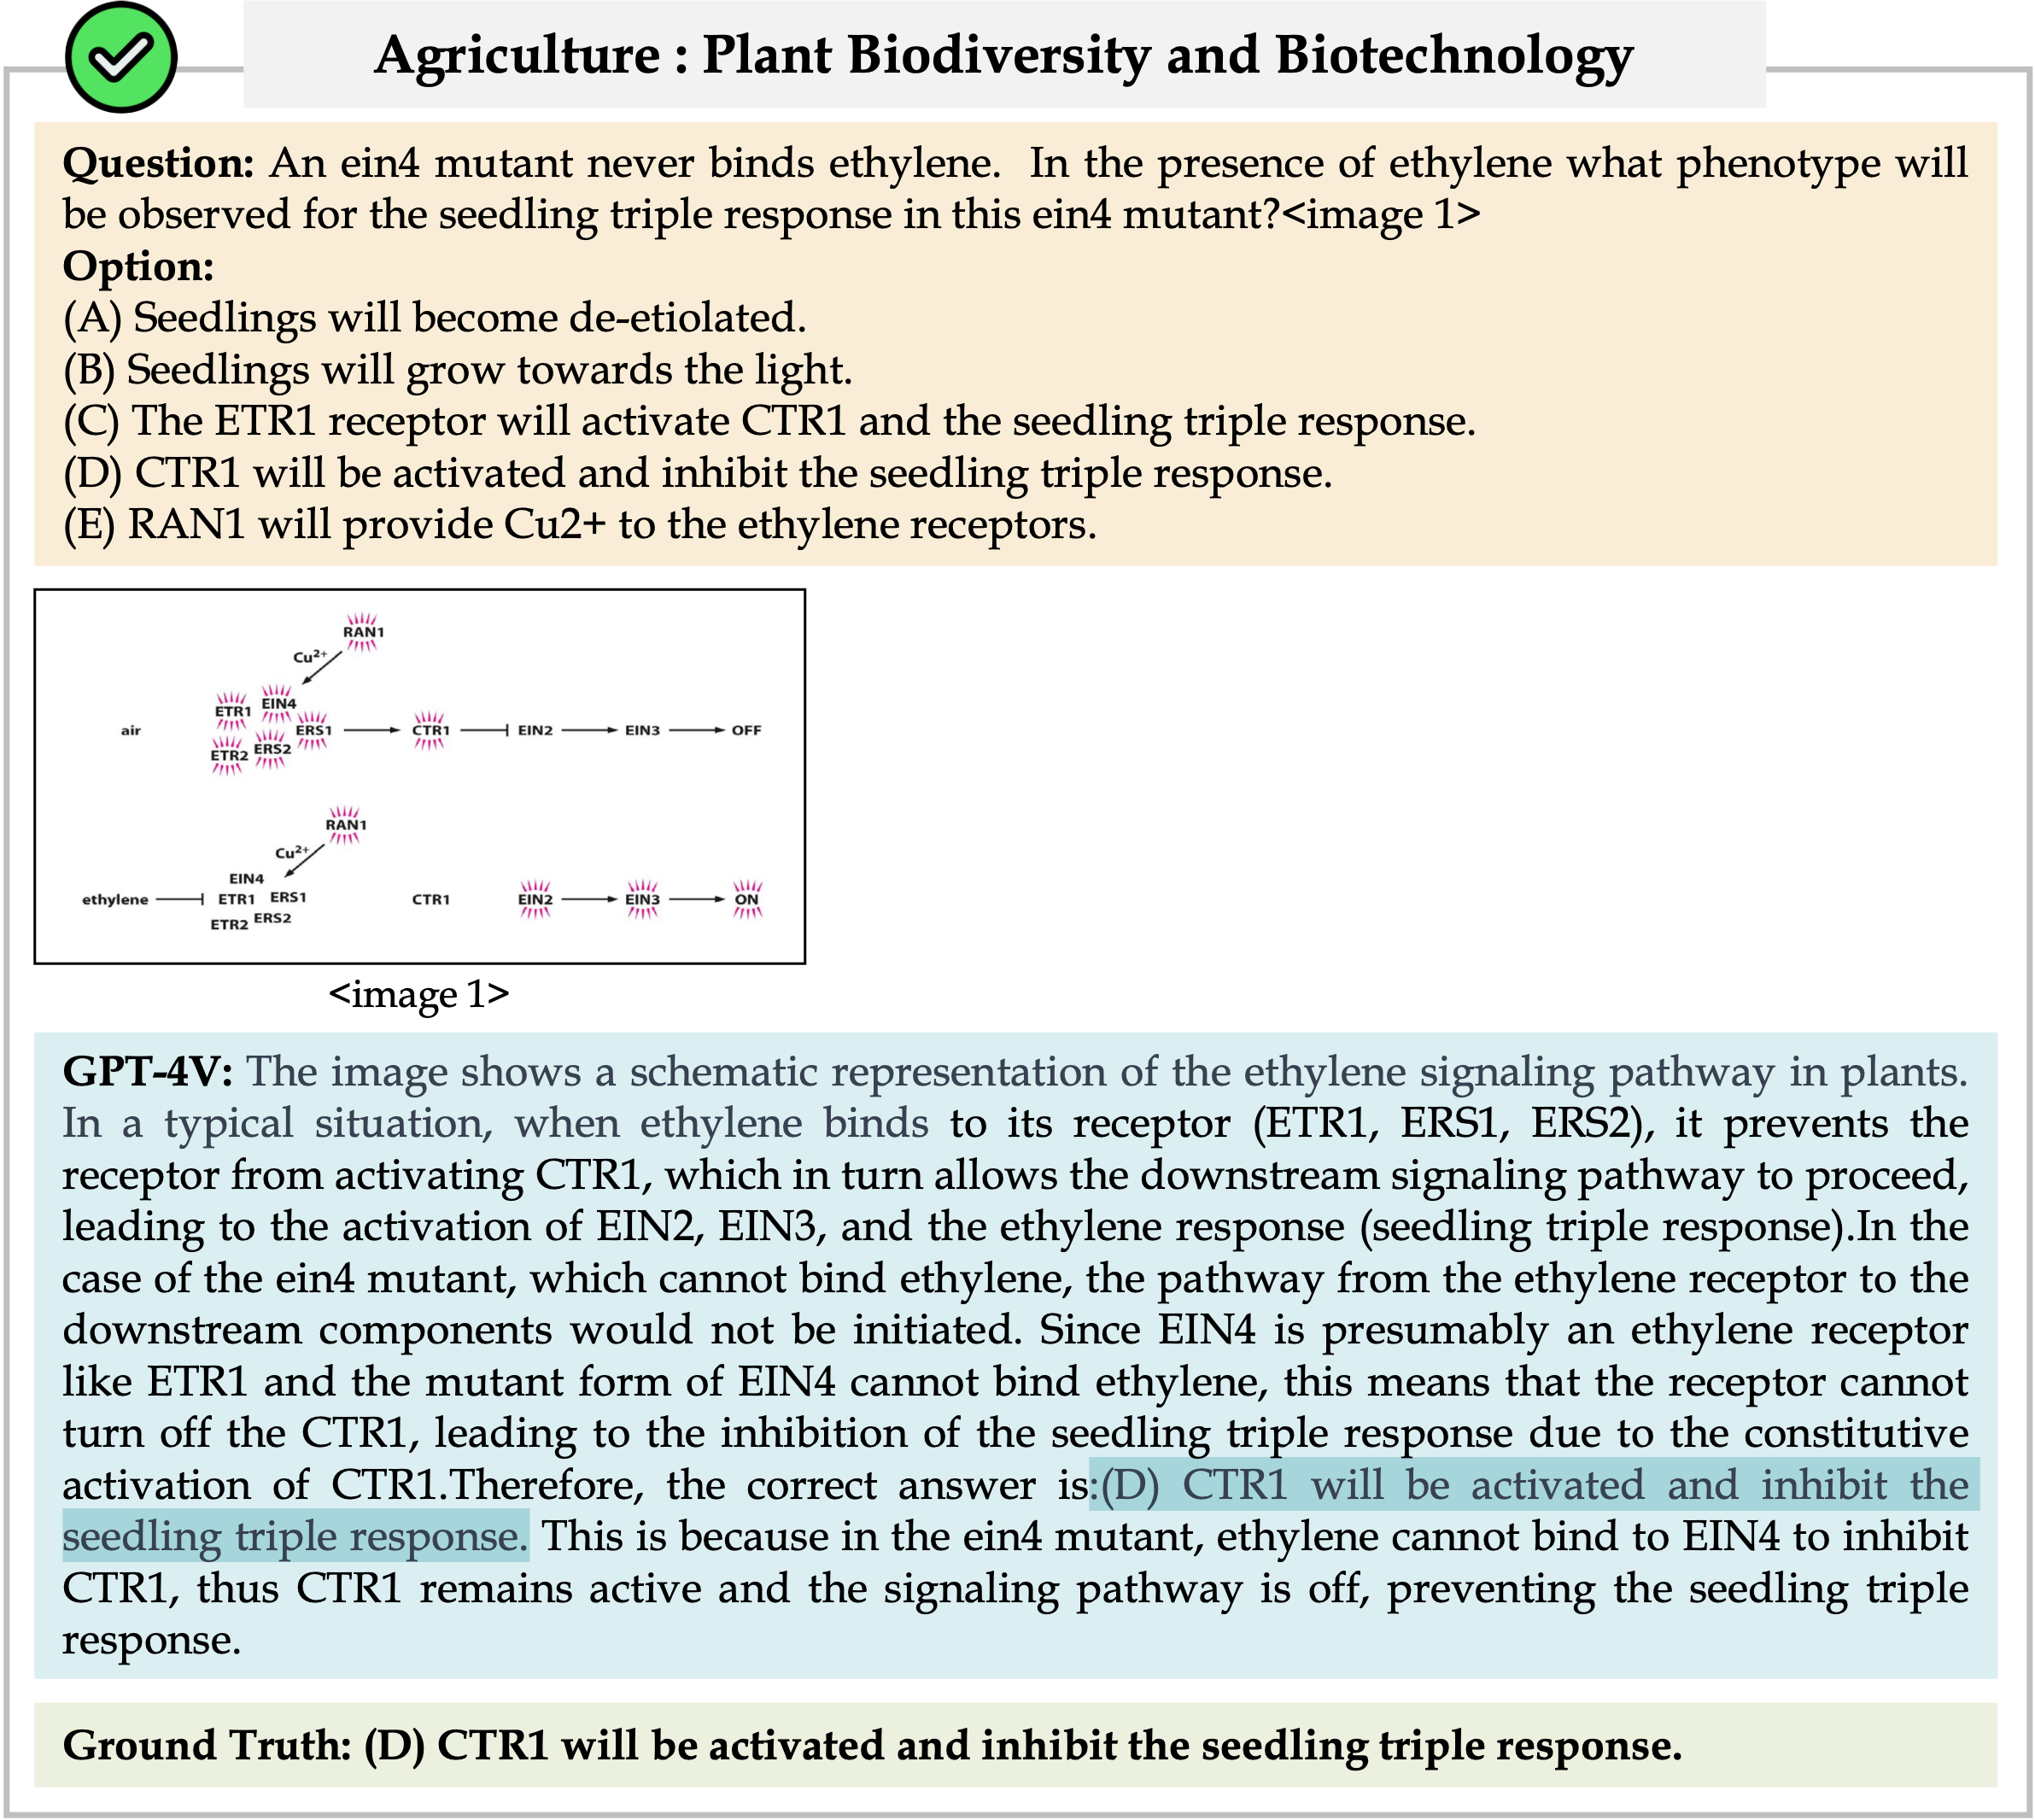 Agriculture : Plant Biodiversity and Biotechnology
Question: An ein4 mutant never binds ethylene.  In the presence of ethylene what phenotype will
be observed for the seedling triple response in this ein4 mutant?<image 1>
Option:
(A) Seedlings will become de-etiolated.
(B) Seedlings will grow towards the light.
(C) The ETR1 receptor will activate CTR1 and the seedling triple response.
(D) CTR1 will be activated and inhibit the seedling triple response.
(E) RAN1 will provide Cu2+ to the ethylene receptors.
RAN1
Cu²⁺
EIN4
ETR1
air
ERS1
CTR1
EIN2
EIN3
OFF
ERS2
ETR2
RAN1
Cu²⁺
EIN4
ethylene
ETR1
ERS1
CTR1
EIN2
EIN3
ON
ETR2
ERS2
<image 1>
GPT-4V: The image shows a schematic representation of the ethylene signaling pathway in plants.
In a typical situation, when ethylene binds to its receptor (ETR1, ERS1, ERS2), it prevents the
receptor from activating CTR1, which in turn allows the downstream signaling pathway to proceed,
leading to the activation of EIN2, EIN3, and the ethylene response (seedling triple response).In the
case of the ein4 mutant, which cannot bind ethylene, the pathway from the ethylene receptor to the
downstream components would not be initiated. Since EIN4 is presumably an ethylene receptor
like ETR1 and the mutant form of EIN4 cannot bind ethylene, this means that the receptor cannot
turn off the CTR1, leading to the inhibition of the seedling triple response due to the constitutive
activation of CTR1.Therefore, the correct answer is:(D) CTR1 will be activated and inhibit the
seedling triple response. This is because in the ein4 mutant, ethylene cannot bind to EIN4 to inhibit
CTR1, thus CTR1 remains active and the signaling pathway is off, preventing the seedling triple
response.
Ground Truth: (D) CTR1 will be activated and inhibit the seedling triple response.